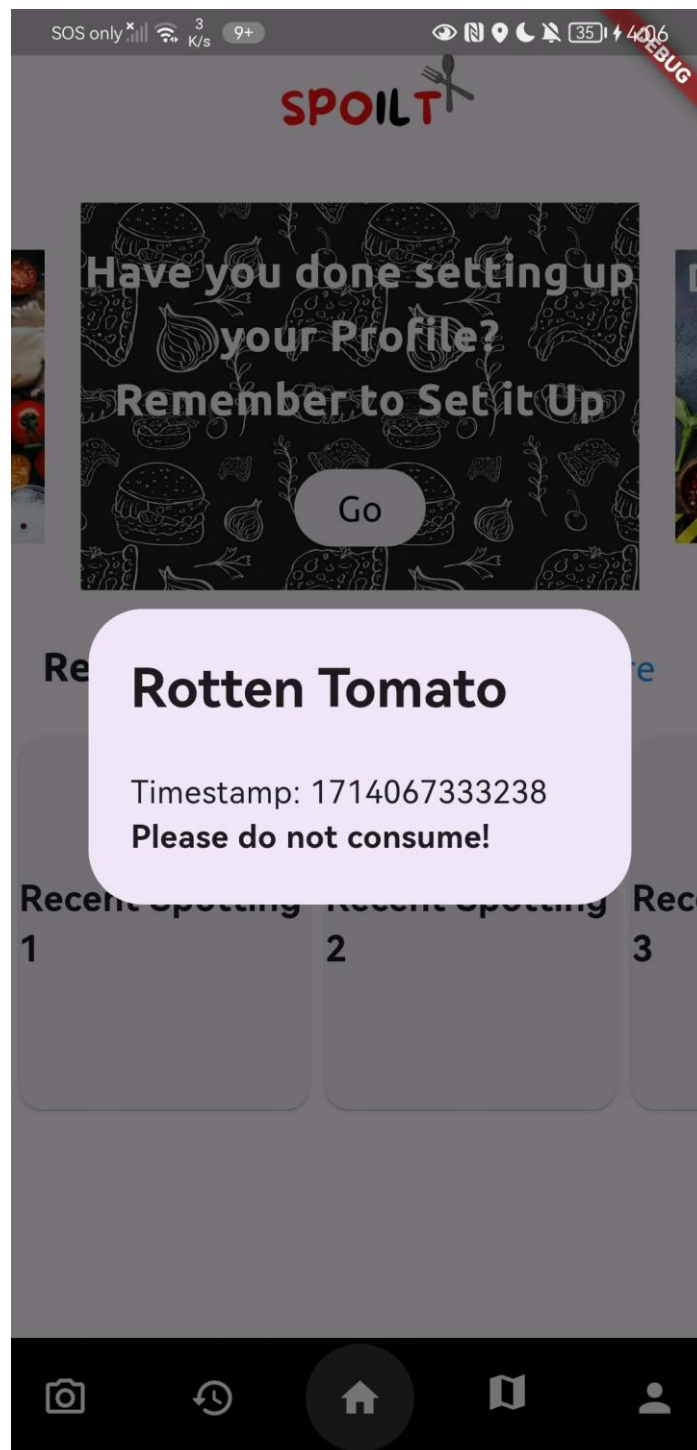 SOS only 3 K/s 9+ 35 4:06
DEBUG
SPOILT
Have you done setting up
your Profile?
Remember to Set it Up
Go
Rotten Tomato
Timestamp: 1714067333238
Please do not consume!
Recent Spotting Recent Spotting Rec
1 2 3